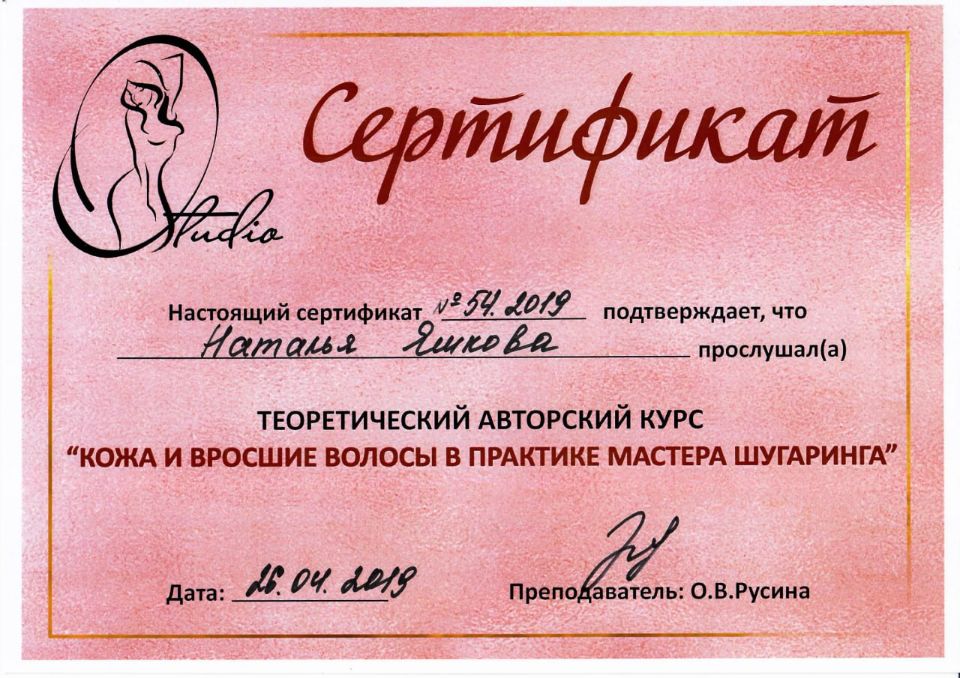 Сертификат
Studio
Настоящий сертификат №54.2019 подтверждает, что
Наталья Яшкова прослушал(а)
ТЕОРЕТИЧЕСКИЙ АВТОРСКИЙ КУРС
“КОЖА И ВРОСШИЕ ВОЛОСЫ В ПРАКТИКЕ МАСТЕРА ШУГАРИНГА”
Дата: 26.04.2019 Преподаватель: О.В.Русина